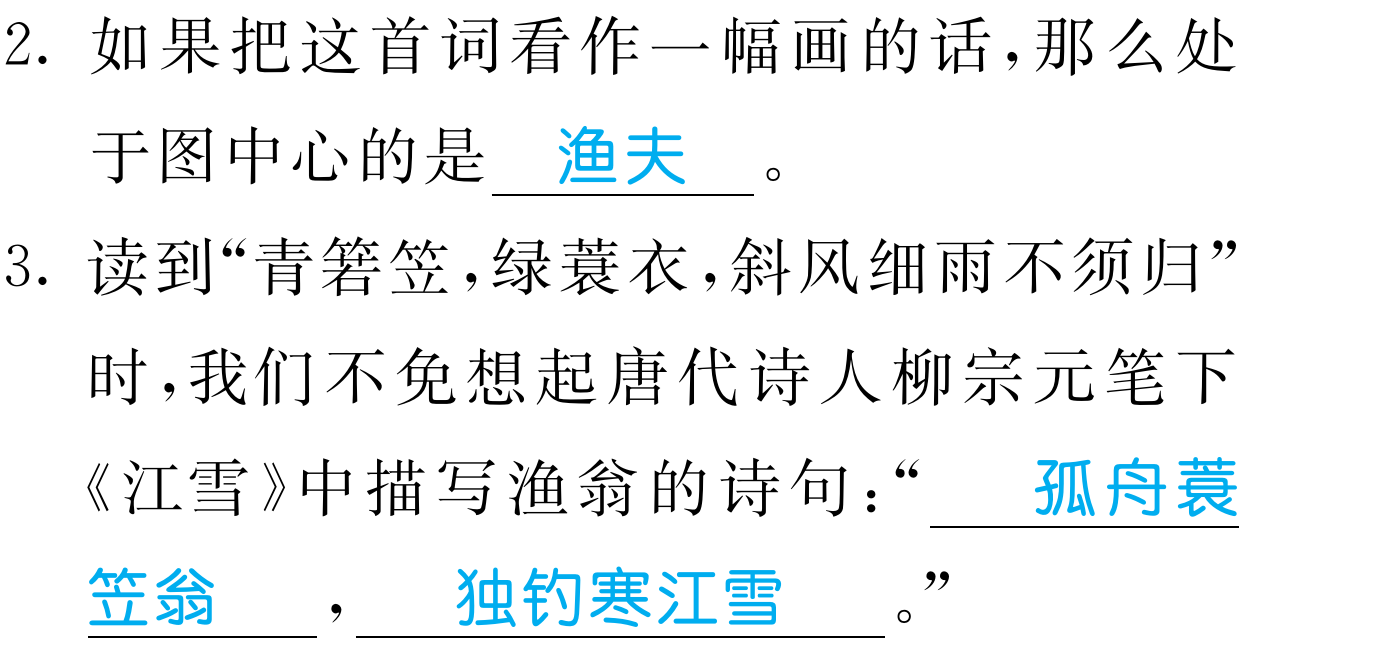 2. 如果把这首词看作一幅画的话,那么处
于图中心的是 渔夫 。
3. 读到“青箬笠,绿蓑衣,斜风细雨不须归”
时,我们不免想起唐代诗人柳宗元笔下
《江雪》中描写渔翁的诗句:“ 孤舟蓑
笠翁 , 独钓寒江雪 。”